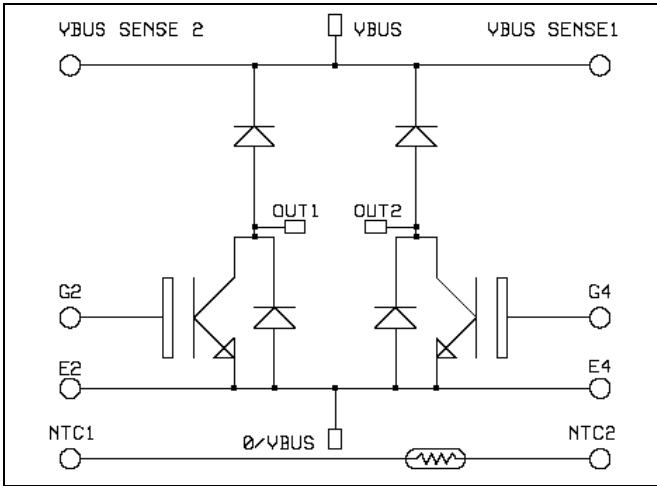 VBUS SENSE 2
VBUS
VBUS SENSE1
OUT1
OUT2
G2
G4
E2
E4
NTC1
0/VBUS
NTC2